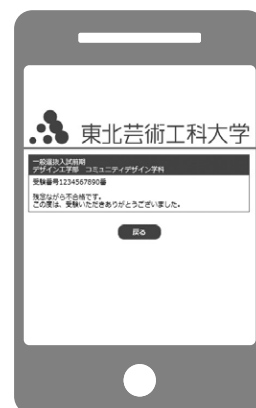 東北芸術工科大学
一般選抜入試前期
デザイン工学部 コミュニティデザイン学科
受験番号1234567890番
残念ながら不合格です。
この度は、受験いただきありがとうございました。
戻る